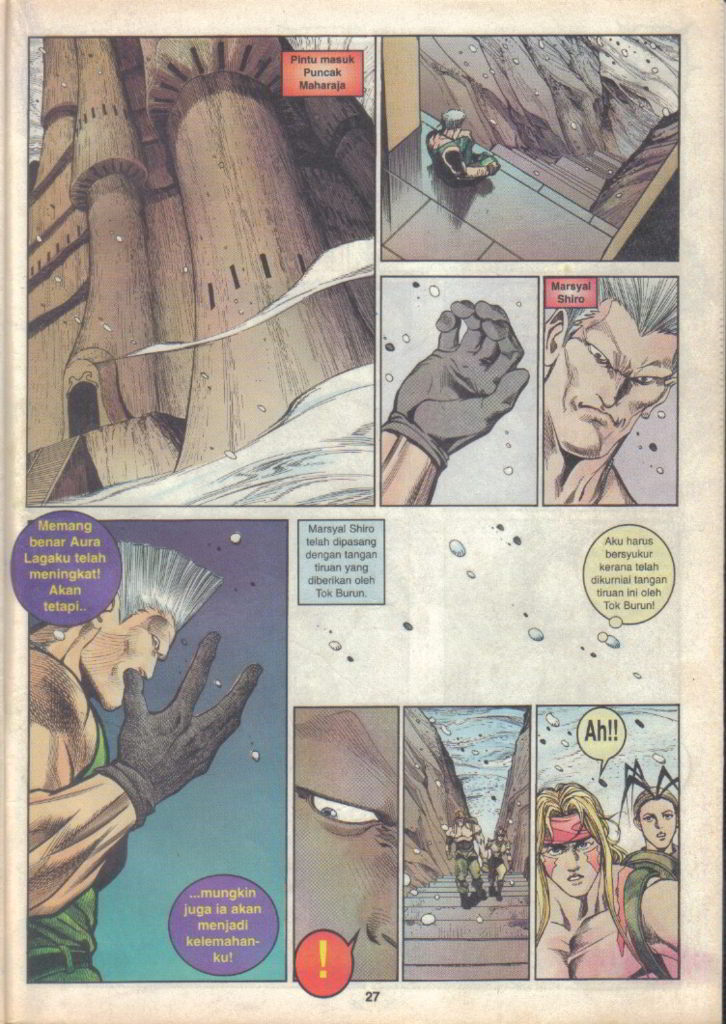 Pintu masuk
Puncak
Maharaja
Marsyal
Shiro
Memang
benar Aura
Lagaku telah
meningkat!
Akan
tetapi..
Marsyal Shiro
telah dipasang
dengan tangan
tiruan yang
diberikan oleh
Tok Burun.
Aku harus
bersyukur
kerana telah
dikurniai tangan
tiruan ini oleh
Tok Burun!
...mungkin
juga ia akan
menjadi
kelemahan-
ku!
!
Ah!!
27